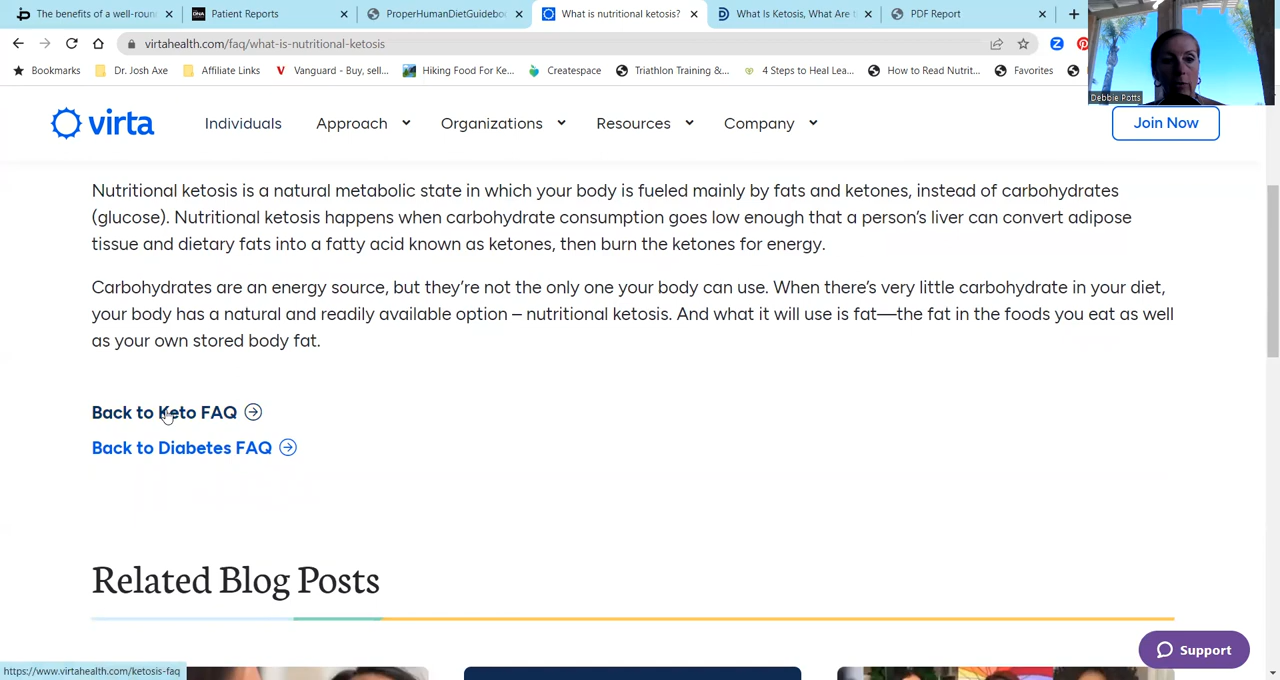 The benefits of a well-roun
Patient Reports
ProperHumanDietGuidebo
What is nutritional ketosis?
What Is Ketosis, What Are t
PDF Report
virtahealth.com/faq/what-is-nutritional-ketosis
Bookmarks
Dr. Josh Axe
Affiliate Links
Vanguard - Buy, sell...
Hiking Food For Ke...
Createspace
Triathlon Training &...
4 Steps to Heal Lea...
How to Read Nutrit...
Favorites
Debbie Potts
virta
Individuals
Approach
Organizations
Resources
Company
Join Now
Nutritional ketosis is a natural metabolic state in which your body is fueled mainly by fats and ketones, instead of carbohydrates
(glucose). Nutritional ketosis happens when carbohydrate consumption goes low enough that a person's liver can convert adipose
tissue and dietary fats into a fatty acid known as ketones, then burn the ketones for energy.
Carbohydrates are an energy source, but they're not the only one your body can use. When there's very little carbohydrate in your diet,
your body has a natural and readily available option – nutritional ketosis. And what it will use is fat—the fat in the foods you eat as well
as your own stored body fat.
Back to Keto FAQ
Back to Diabetes FAQ
Related Blog Posts
Support
https://www.virtahealth.com/ketosis-faq